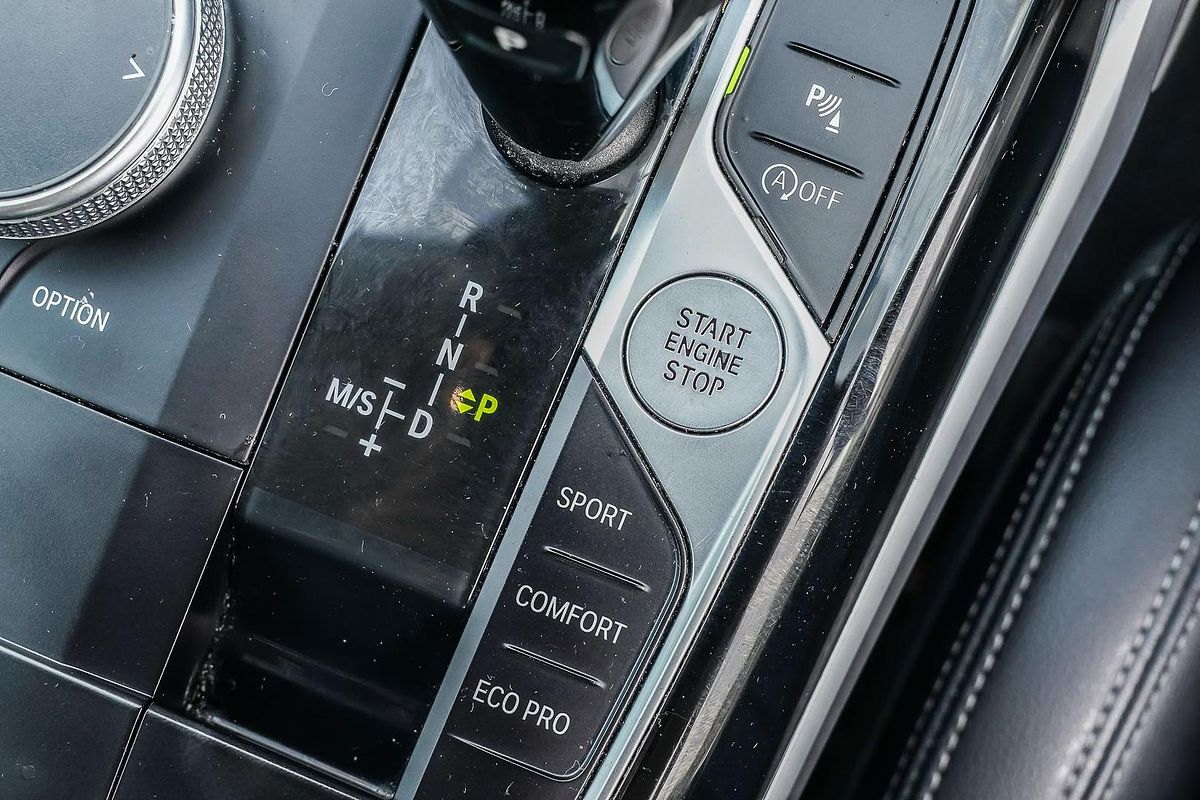 P
P
A OFF
OPTION
R
N
M/S
D
P
+
START
ENGINE
STOP
SPORT
COMFORT
ECO PRO